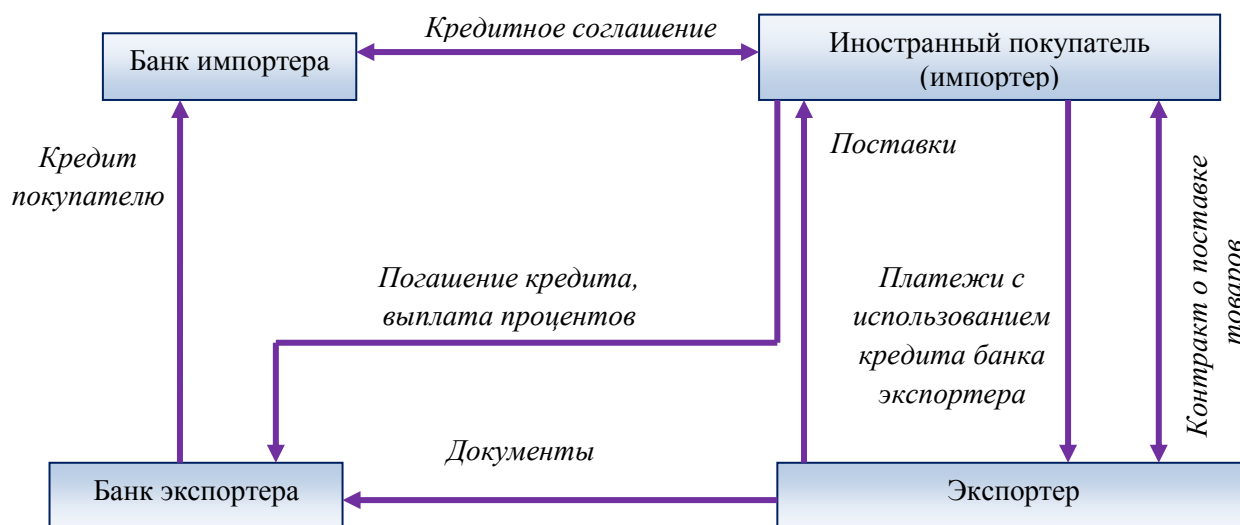 Кредитное соглашение
Банк импортера
Иностранный покупатель
(импортер)
Кредит
покупателю
Поставки
Погашение кредита,
выплата процентов
Платежи с
использованием
кредита банка
экспортера
Контракт о поставке
товаров
Документы
Банк экспортера
Экспортер